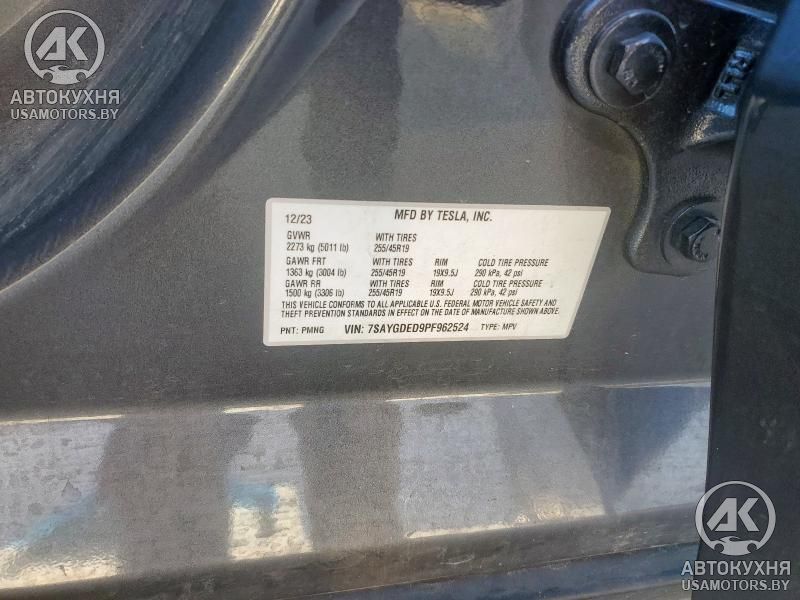 АК
АВТОКУХНЯ
USAMOTORS.BY
12/23 MFD BY TESLA, INC.
GVWR WITH TIRES
2273 kg (5011 lb) 255/45R19
GAWR FRT WITH TIRES RIM COLD TIRE PRESSURE
1363 kg (3004 lb) 255/45R19 19X9.5J 290 kPa, 42 psi
GAWR RR WITH TIRES RIM COLD TIRE PRESSURE
1500 kg (3306 lb) 255/45R19 19X9.5J 290 kPa, 42 psi
THIS VEHICLE CONFORMS TO ALL APPLICABLE U.S. FEDERAL MOTOR VEHICLE SAFETY AND
THEFT PREVENTION STANDARDS IN EFFECT ON THE DATE OF MANUFACTURE SHOWN ABOVE.
PNT: PMNG VIN: 7SAYGDED9PF962524 TYPE: MPV
АК
АВТОКУХНЯ
USAMOTORS.BY